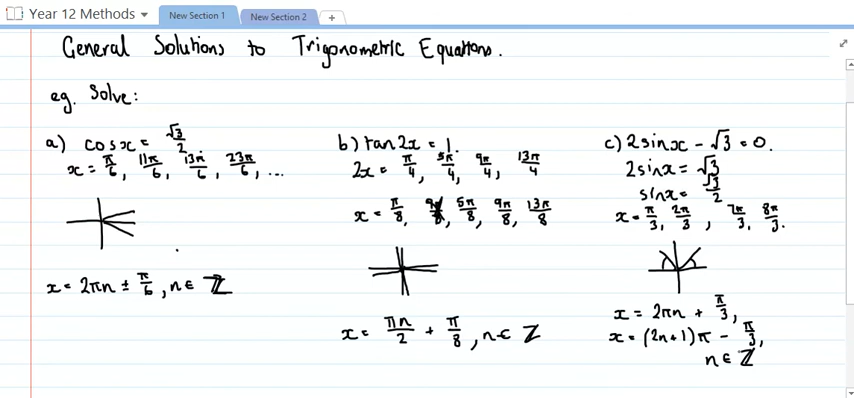 Year 12 Methods
New Section 1
New Section 2
General Solutions to Trigonometric Equations.
eg. Solve:
a) cos x = √3/2
x = π/6, 11π/6, 13π/6, 23π/6, ...
x = 2πn ± π/6, n ∈ ℤ
b) tan 2x = 1.
2x = π/4, 5π/4, 9π/4, 13π/4
x = π/8, 5π/8, 9π/8, 13π/8
x = πn/2 + π/8, n ∈ ℤ
c) 2 sin x - √3 = 0.
2 sin x = √3
sin x = √3/2
x = π/3, 2π/3, 7π/3, 8π/3.
x = 2πn + π/3,
x = (2n+1)π - π/3,
n ∈ ℤ